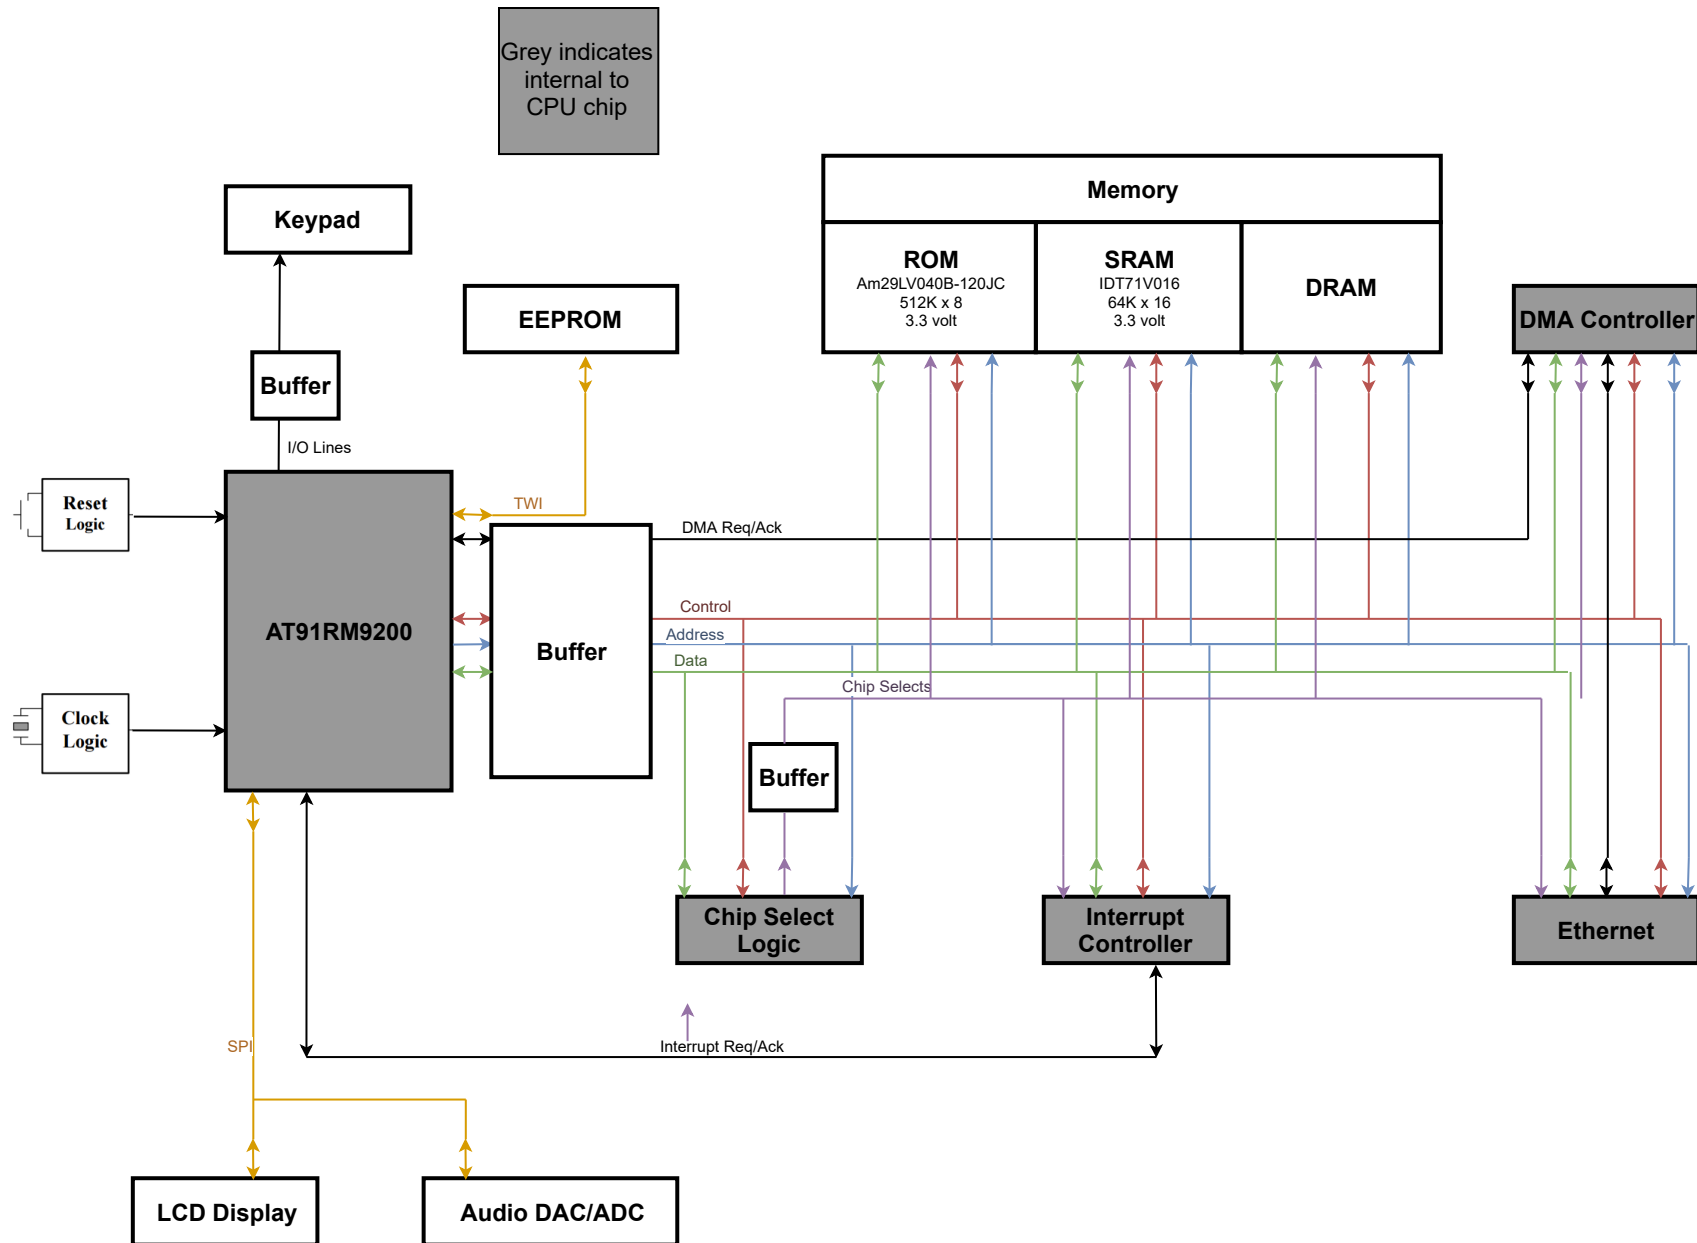 Grey indicates
internal to
CPU chip
Memory
Keypad
ROM
Am29LV040B-120JC
512K x 8
3.3 volt
SRAM
IDT71V016
64K x 16
3.3 volt
DRAM
EEPROM
DMA Controller
Buffer
I/O Lines
Reset
Logic
TWI
DMA Req/Ack
AT91RM9200
Buffer
Control
Address
Data
Chip Selects
Clock
Logic
Buffer
Chip Select
Logic
Interrupt
Controller
Ethernet
SPI
Interrupt Req/Ack
LCD Display
Audio DAC/ADC